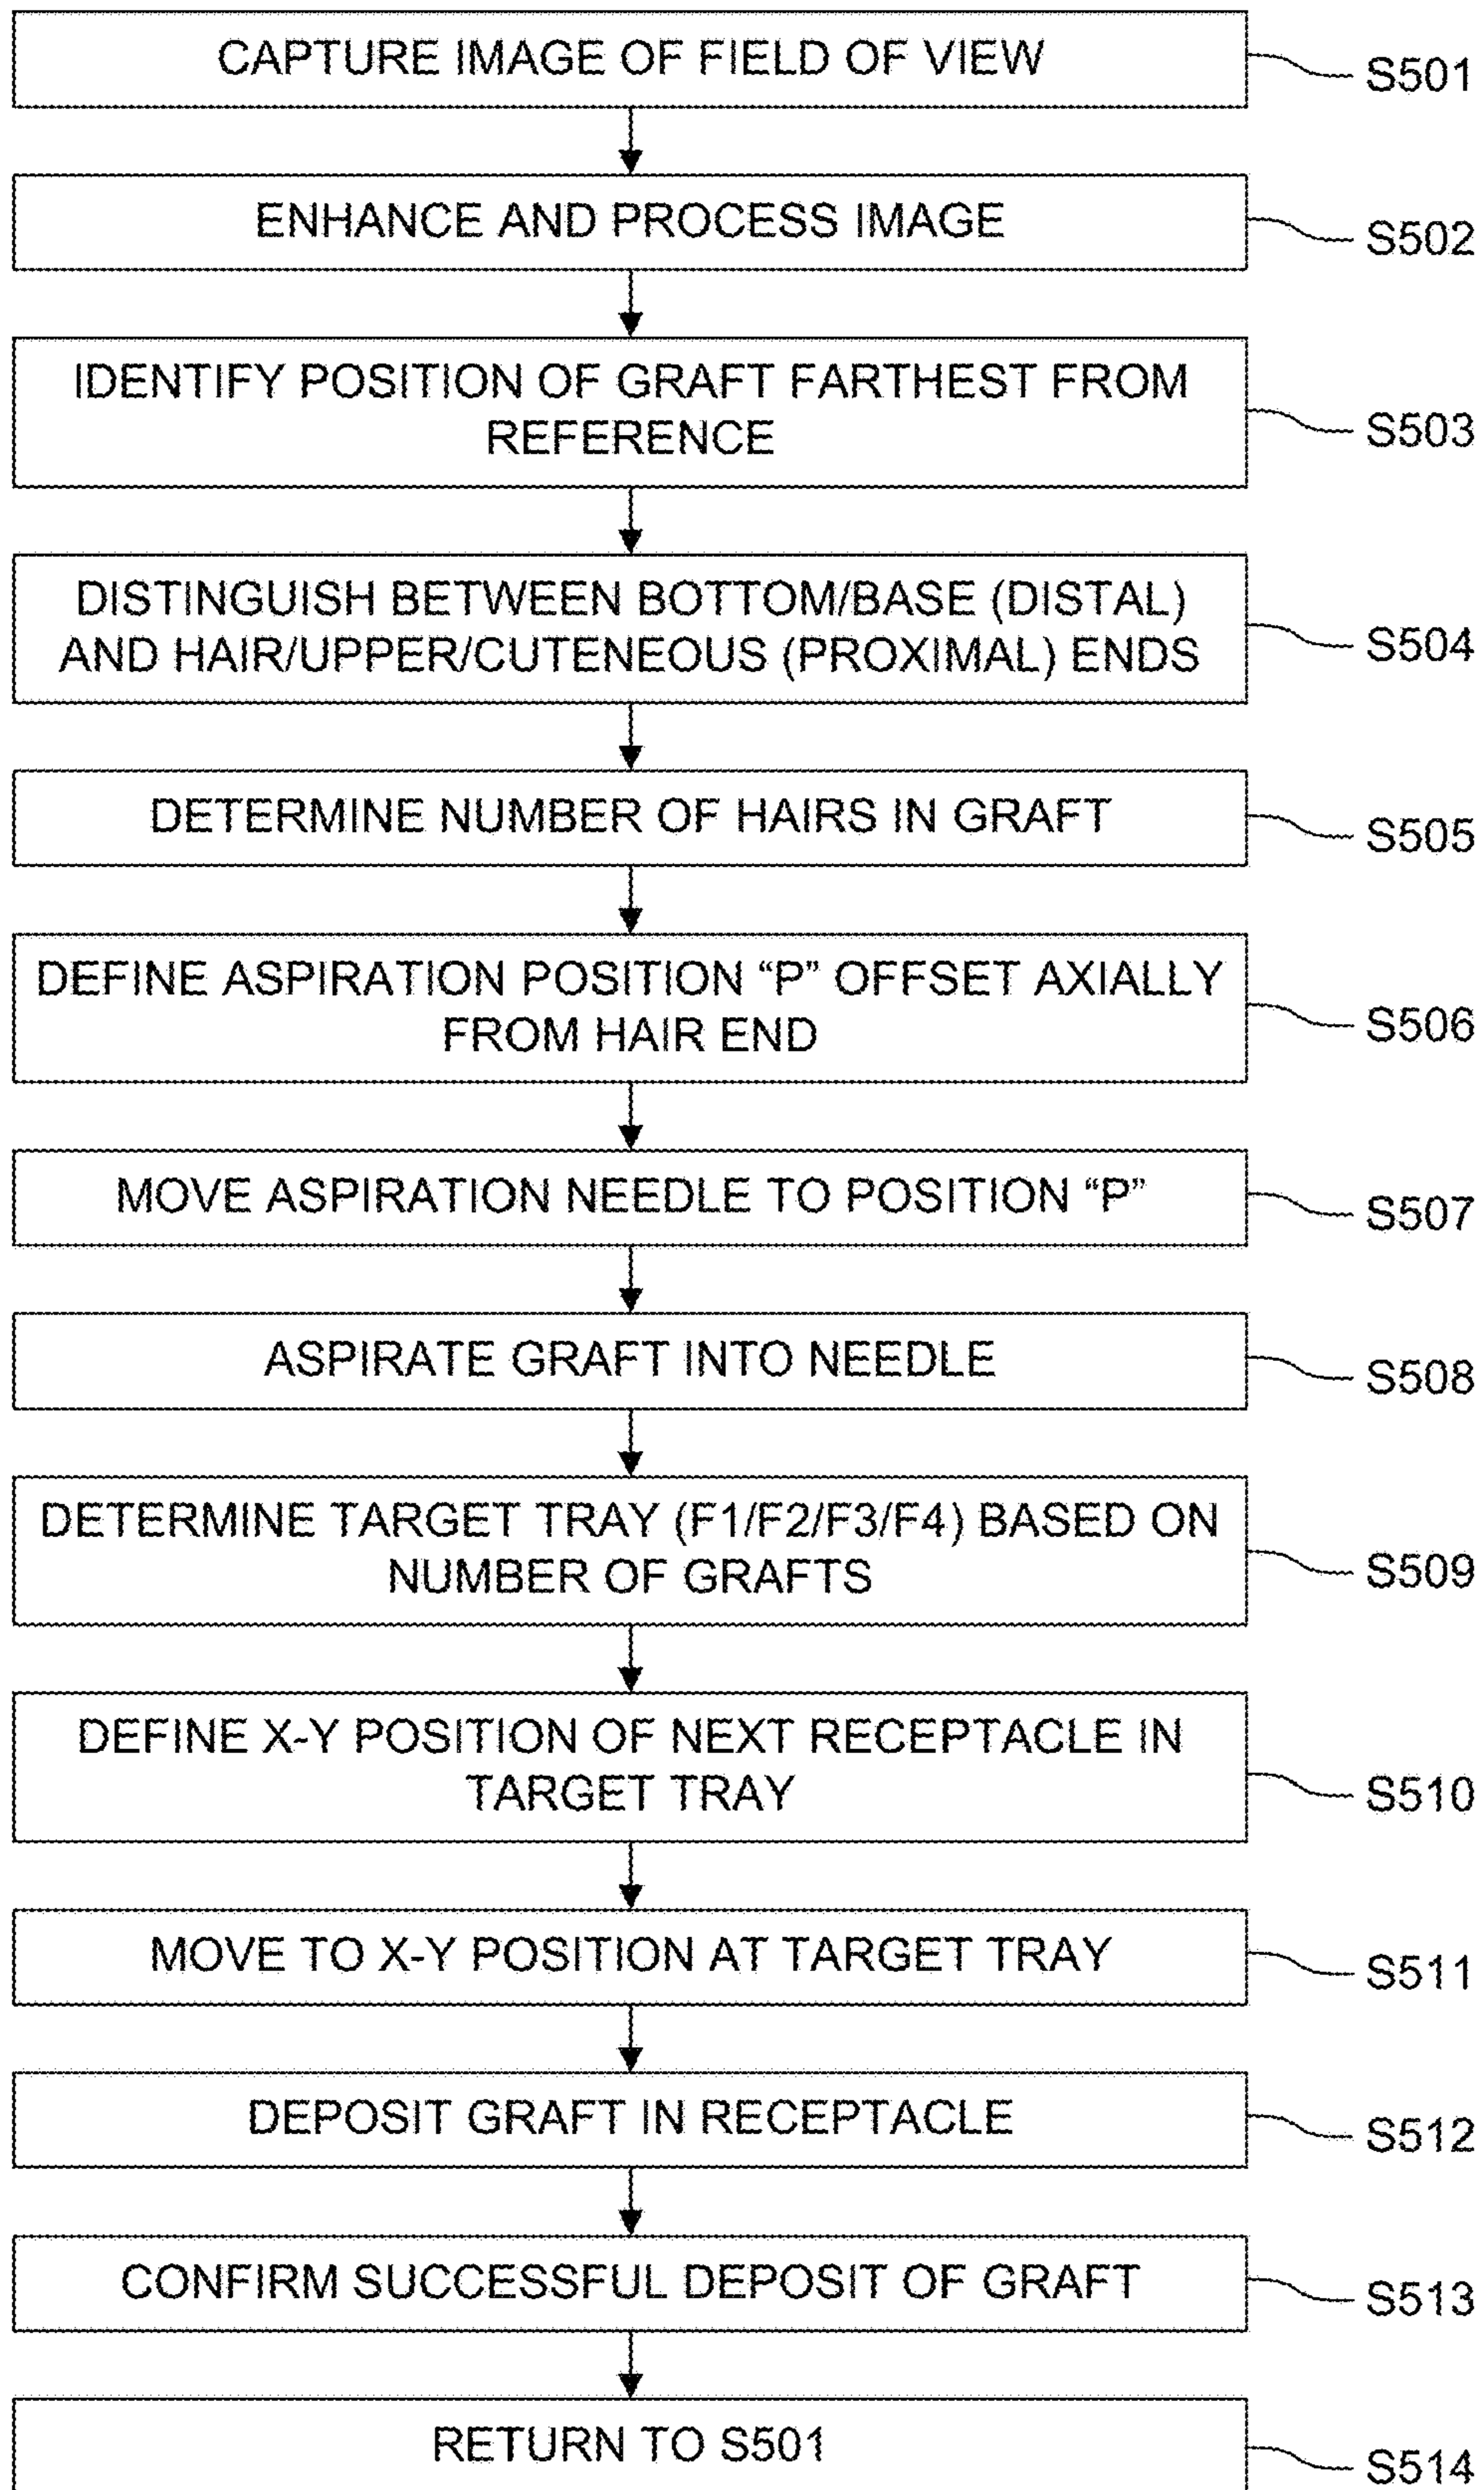 CAPTURE IMAGE OF FIELD OF VIEW
S501
ENHANCE AND PROCESS IMAGE
S502
IDENTIFY POSITION OF GRAFT FARTHEST FROM
REFERENCE
S503
DISTINGUISH BETWEEN BOTTOM/BASE (DISTAL)
AND HAIR/UPPER/CUTENEOUS (PROXIMAL) ENDS
S504
DETERMINE NUMBER OF HAIRS IN GRAFT
S505
DEFINE ASPIRATION POSITION “P” OFFSET AXIALLY
FROM HAIR END
S506
MOVE ASPIRATION NEEDLE TO POSITION “P”
S507
ASPIRATE GRAFT INTO NEEDLE
S508
DETERMINE TARGET TRAY (F1/F2/F3/F4) BASED ON
NUMBER OF GRAFTS
S509
DEFINE X-Y POSITION OF NEXT RECEPTACLE IN
TARGET TRAY
S510
MOVE TO X-Y POSITION AT TARGET TRAY
S511
DEPOSIT GRAFT IN RECEPTACLE
S512
CONFIRM SUCCESSFUL DEPOSIT OF GRAFT
S513
RETURN TO S501
S514